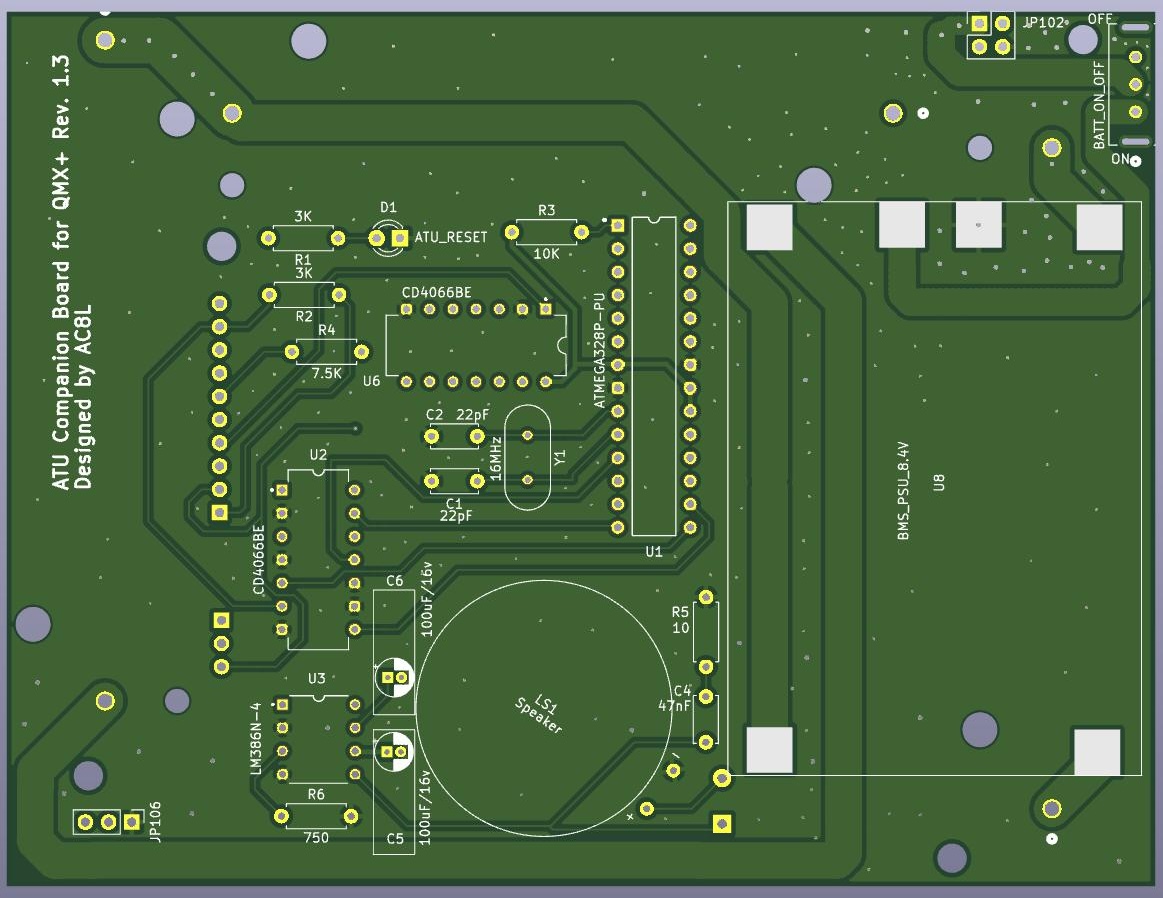 OFF
JP102
BATT_ON_OFF
ON
ATU Companion Board for QMX+ Rev. 1.3
Designed by AC8L
3K
R1
D1
ATU_RESET
R3
10K
3K
R2
CD4066BE
U6
R4
7.5K
ATMEGA328P-PU
U1
C2 22pF
16MHz
Y1
C1
22pF
U2
CD4066BE
BMS_PSU_8.4V
U8
C6
100uF/16v
+
R5
10
U3
LM386N-4
LS1
Speaker
C4
47nF
-
+
C5
100uF/16v
R6
750
JP106